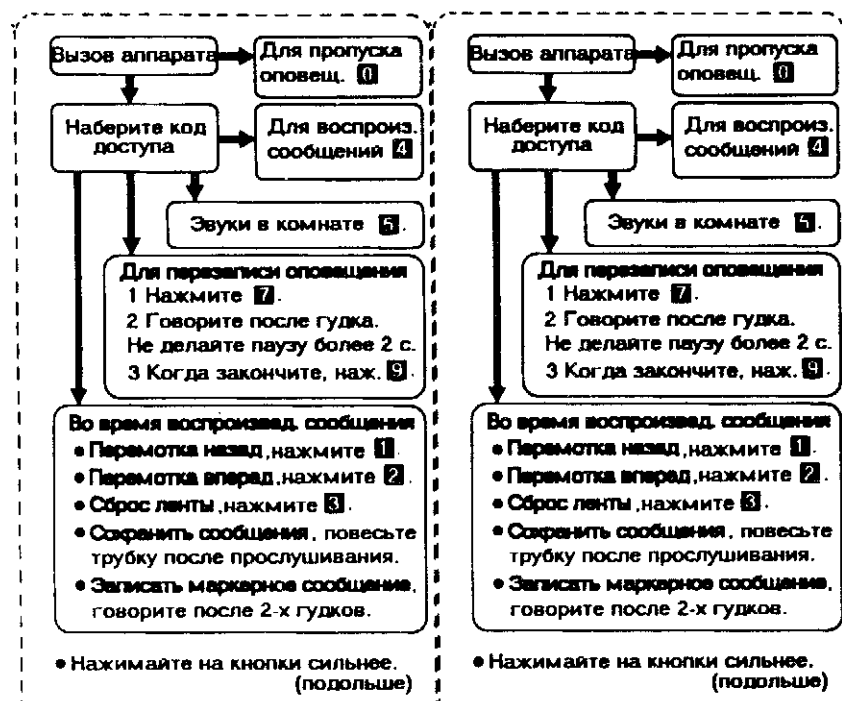 Вызов аппарата
Для пропуска
оповещ. 0
Наберите код
доступа
Для воспроиз.
сообщений 4
Звуки в комнате 5.
Для перезаписи оповещения
1 Нажмите 7.
2 Говорите после гудка.
Не делайте паузу более 2 с.
3 Когда закончите, наж. 9.
Во время воспроизвед. сообщения
• Перемотка назад, нажмите 1.
• Перемотка вперед, нажмите 2.
• Сброс ленты, нажмите 3.
• Сохранить сообщения, повесьте
трубку после прослушивания.
• Записать маркерное сообщение,
говорите после 2-х гудков.
• Нажимайте на кнопки сильнее.
(подольше)
Вызов аппарата
Для пропуска
оповещ. 0
Наберите код
доступа
Для воспроиз.
сообщений 4
Звуки в комнате 5.
Для перезаписи оповещения
1 Нажмите 7.
2 Говорите после гудка.
Не делайте паузу более 2 с.
3 Когда закончите, наж. 9.
Во время воспроизвед. сообщения
• Перемотка назад, нажмите 1.
• Перемотка вперед, нажмите 2.
• Сброс ленты, нажмите 3.
• Сохранить сообщения, повесьте
трубку после прослушивания.
• Записать маркерное сообщение,
говорите после 2-х гудков.
• Нажимайте на кнопки сильнее.
(подольше)